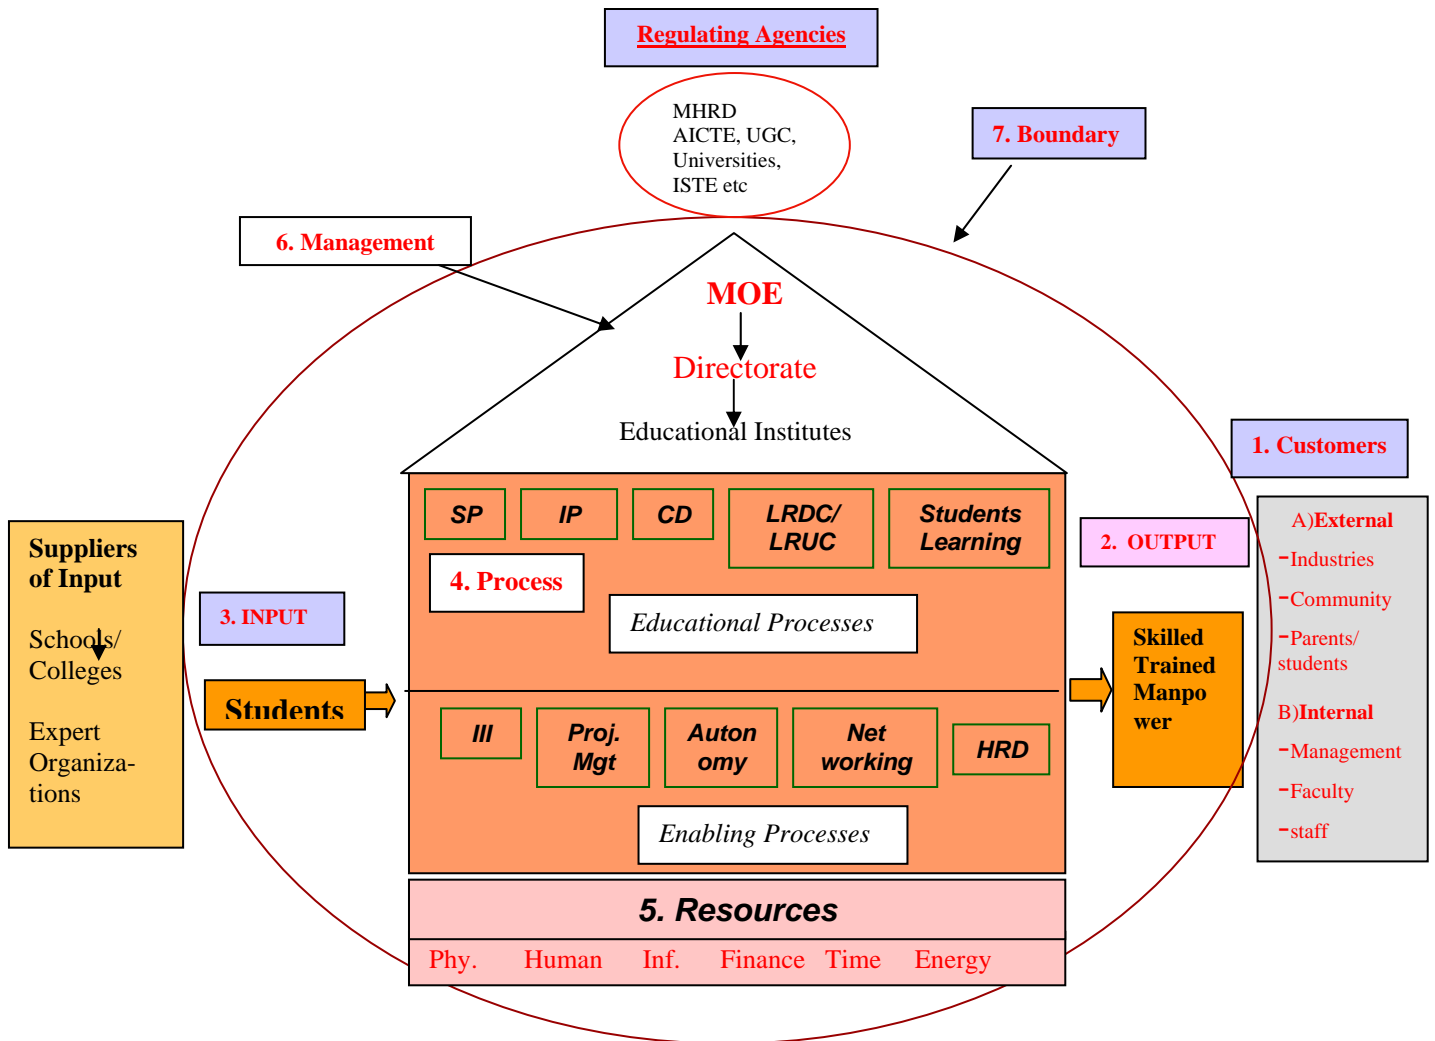 Regulating Agencies
MHRD
AICTE, UGC,
Universities,
ISTE etc
7. Boundary
6. Management
MOE
Directorate
Educational Institutes
1. Customers
A)External
-Industries
-Community
-Parents/
students
B)Internal
-Management
-Faculty
-staff
2. OUTPUT
Skilled
Trained
Manpo
wer
Suppliers
of Input
Schools/
Colleges
Expert
Organiza-
tions
3. INPUT
Students
SP
IP
CD
LRDC/
LRUC
Students
Learning
4. Process
Educational Processes
III
Proj.
Mgt
Auton
omy
Net
working
HRD
Enabling Processes
5. Resources
Phy. Human Inf. Finance Time Energy